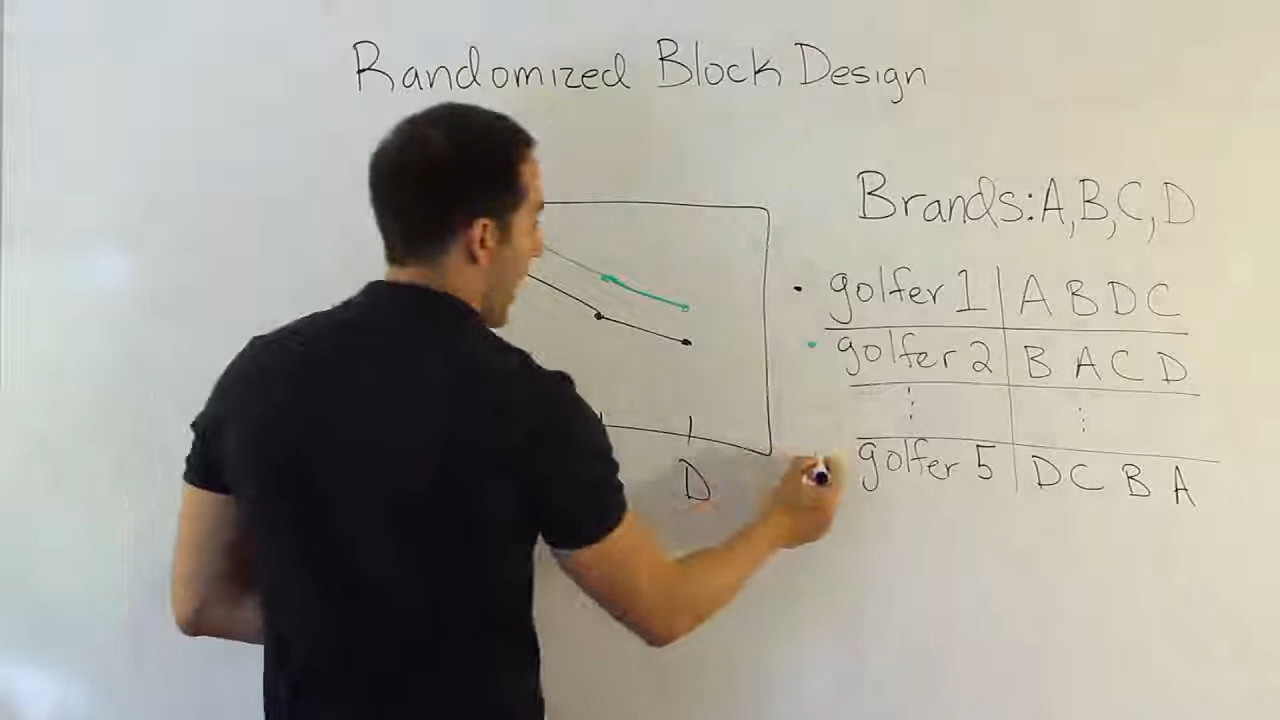 Randomized Block Design
Brands: A, B, C, D
golfer 1 A B D C
golfer 2 B A C D
⋮ ⋮
golfer 5 D C B A
D